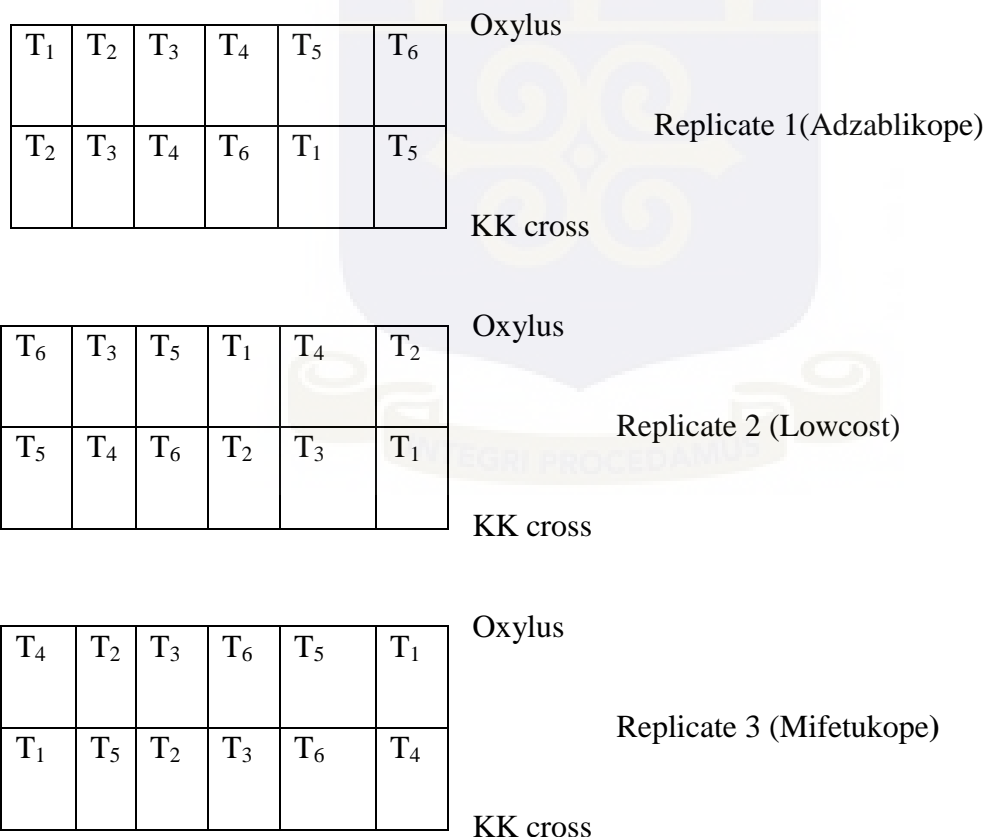 Oxylus
T1 T2 T3 T4 T5 T6
Replicate 1(Adzablikope)
T2 T3 T4 T6 T1 T5
KK cross
Oxylus
T6 T3 T5 T1 T4 T2
Replicate 2 (Lowcost)
T5 T4 T6 T2 T3 T1
INTEGRI PROCEDAMUS
KK cross
Oxylus
T4 T2 T3 T6 T5 T1
Replicate 3 (Mifetukope)
T1 T5 T2 T3 T6 T4
KK cross